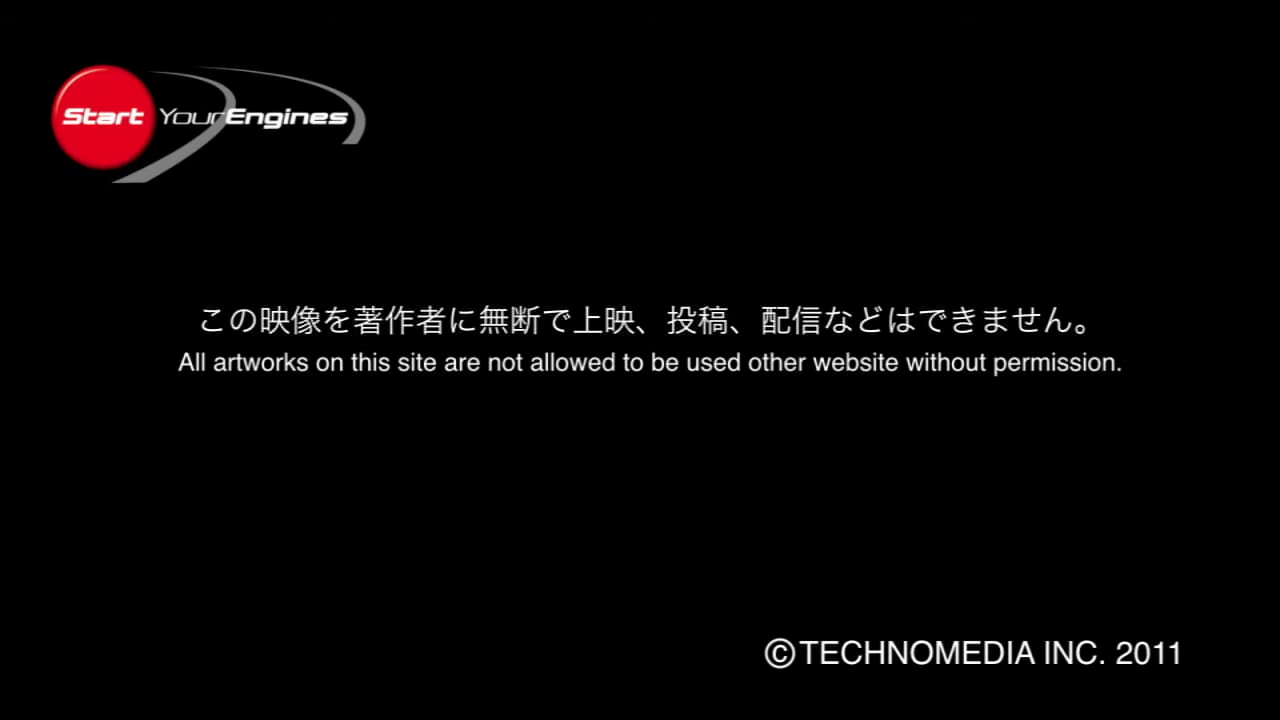 Start YourEngines
この映像を著作者に無断で上映、投稿、配信などはできません。
All artworks on this site are not allowed to be used other website without permission.
©TECHNOMEDIA INC. 2011